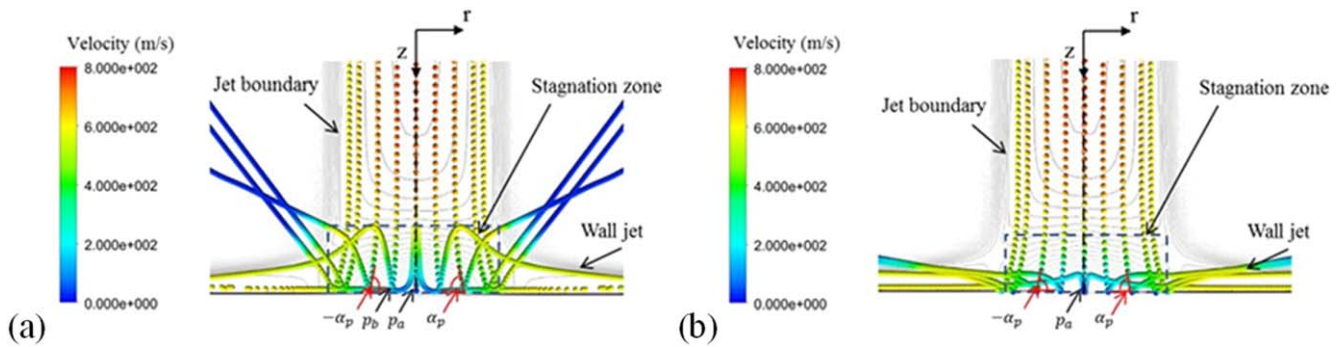 Velocity (m/s)
8.000e+002
6.000e+002
4.000e+002
2.000e+002
0.000e+000
(a)
r
z
Jet boundary
Stagnation zone
Wall jet
-αp pb pa αp
Velocity (m/s)
8.000e+002
6.000e+002
4.000e+002
2.000e+002
0.000e+000
(b)
r
z
Jet boundary
Stagnation zone
Wall jet
-αp pa αp